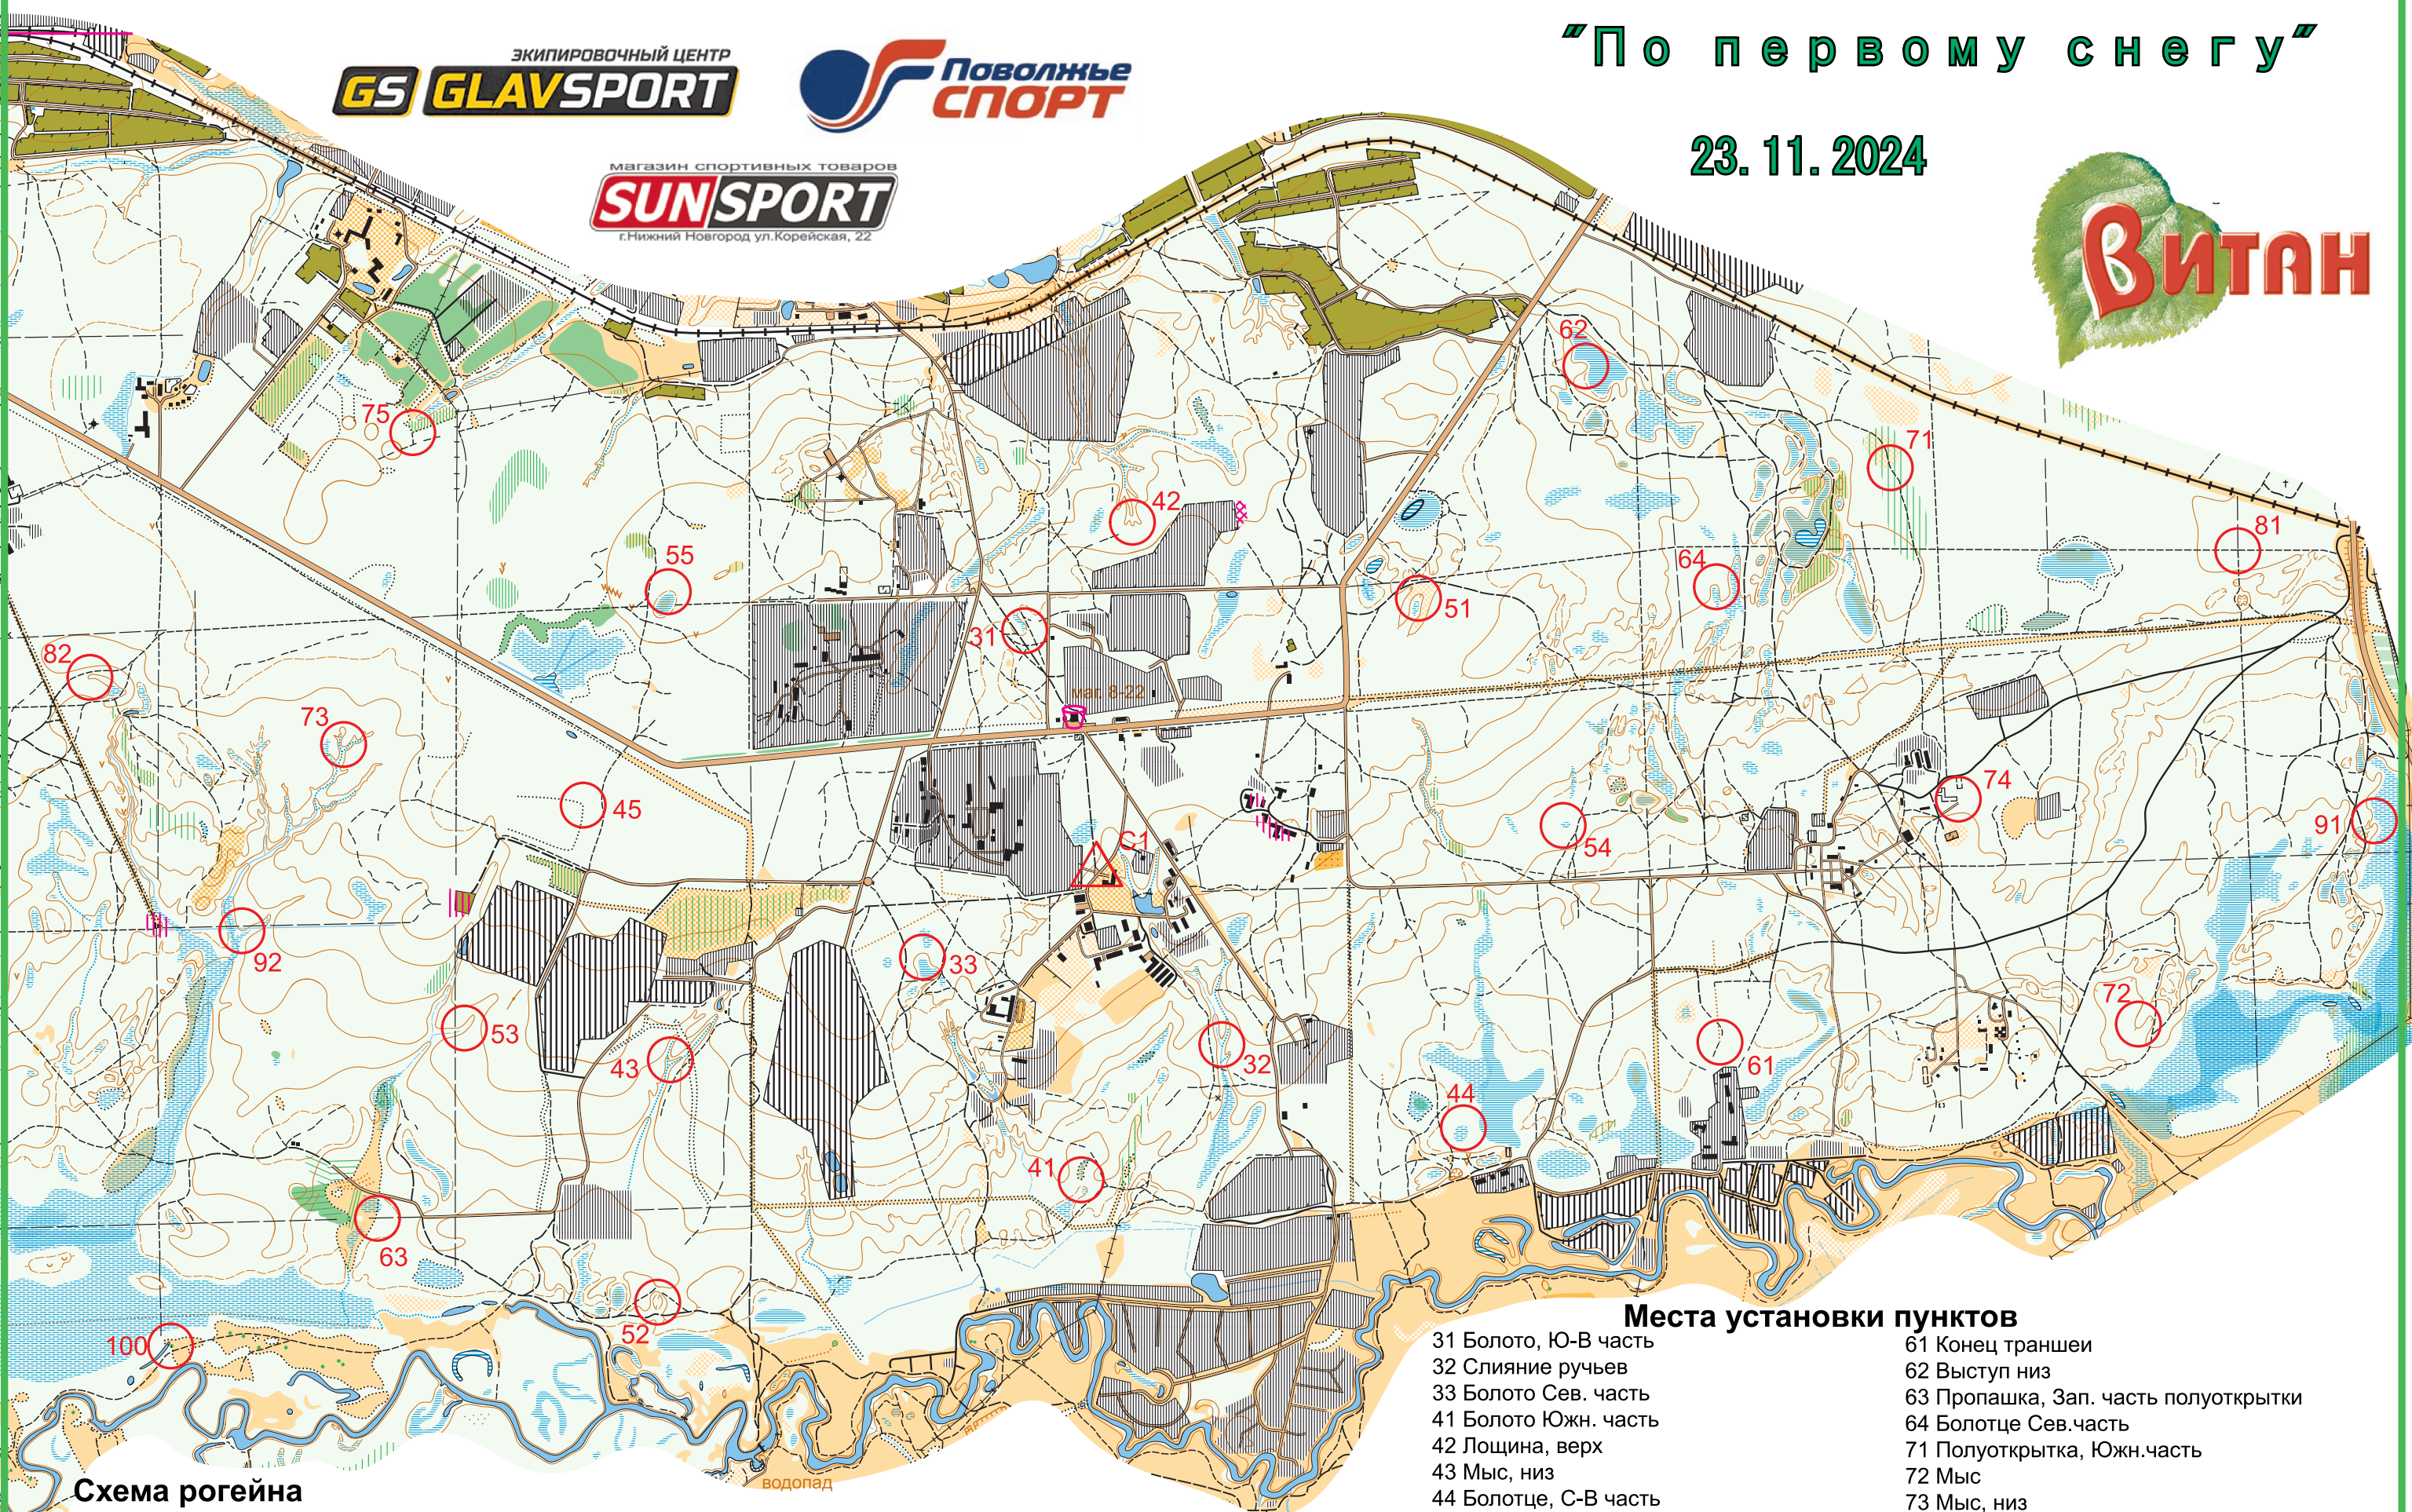 "По первому снегу"
23.11.2024
ЭКИПИРОВОЧНЫЙ ЦЕНТР
GS GLAVSPORT
Поволжье
СПОРТ
магазин спортивных товаров
SUNSPORT
г.Нижний Новгород ул.Корейская, 22
Витан
62
75
71
42
81
55
64
51
31
82
маг. 8-22
73
74
45
91
54
С1
92
33
72
53
43
32
61
44
41
63
52
100
водопад
Схема рогейна
Места установки пунктов
31 Болото, Ю-В часть
32 Слияние ручьев
33 Болото Сев. часть
41 Болото Южн. часть
42 Лощина, верх
43 Мыс, низ
44 Болотце, С-В часть
61 Конец траншеи
62 Выступ низ
63 Пропашка, Зап. часть полуоткрытки
64 Болотце Сев.часть
71 Полуоткрытка, Южн.часть
72 Мыс
73 Мыс, низ